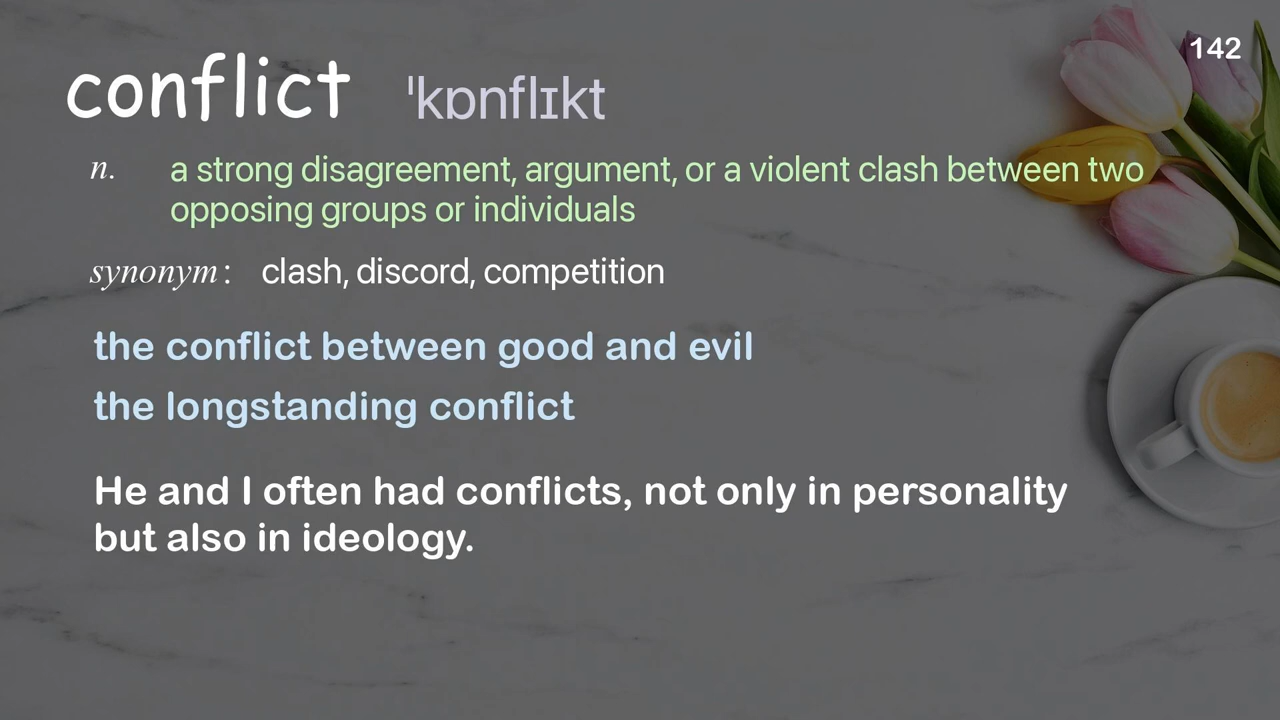 142
conflict ˈkɒnflɪkt
n. a strong disagreement, argument, or a violent clash between two
opposing groups or individuals
synonym: clash, discord, competition
the conflict between good and evil
the longstanding conflict
He and I often had conflicts, not only in personality
but also in ideology.